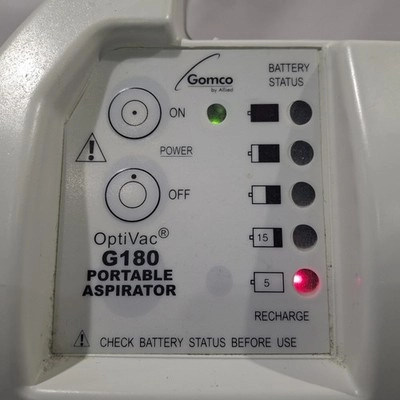 Gomco
by Allied
BATTERY
STATUS
ON
POWER
OFF
15
5
OptiVac®
G180
PORTABLE
ASPIRATOR
RECHARGE
! CHECK BATTERY STATUS BEFORE USE